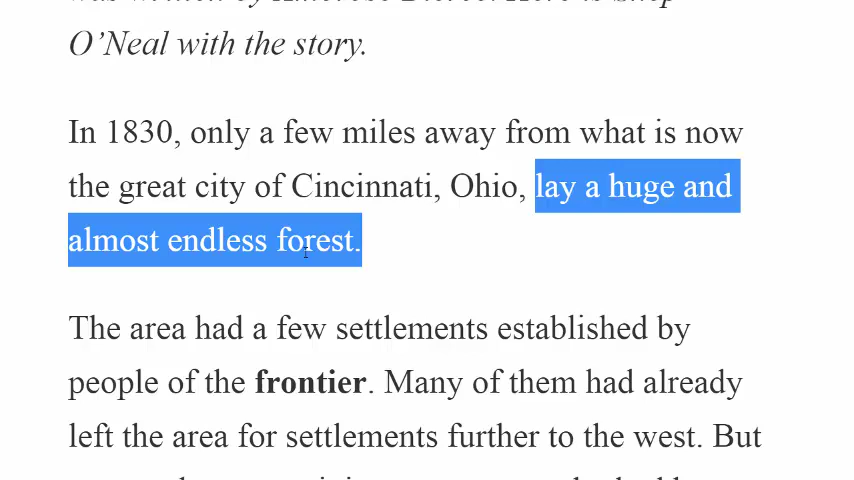 O’Neal with the story.
In 1830, only a few miles away from what is now
the great city of Cincinnati, Ohio, lay a huge and
almost endless forest.
The area had a few settlements established by
people of the frontier. Many of them had already
left the area for settlements further to the west. But